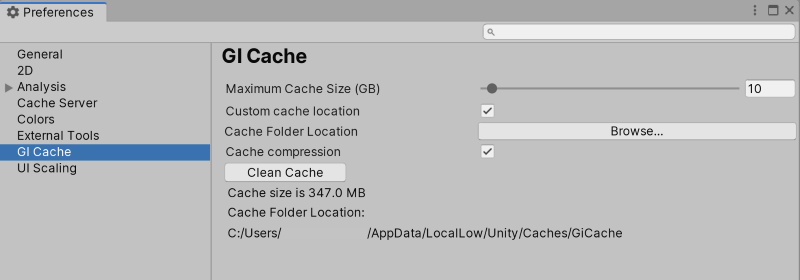 Preferences
General
2D
Analysis
Cache Server
Colors
External Tools
GI Cache
UI Scaling
GI Cache
Maximum Cache Size (GB) 10
Custom cache location
Cache Folder Location Browse...
Cache compression
Clean Cache
Cache size is 347.0 MB
Cache Folder Location:
C:/Users/ /AppData/LocalLow/Unity/Caches/GiCache